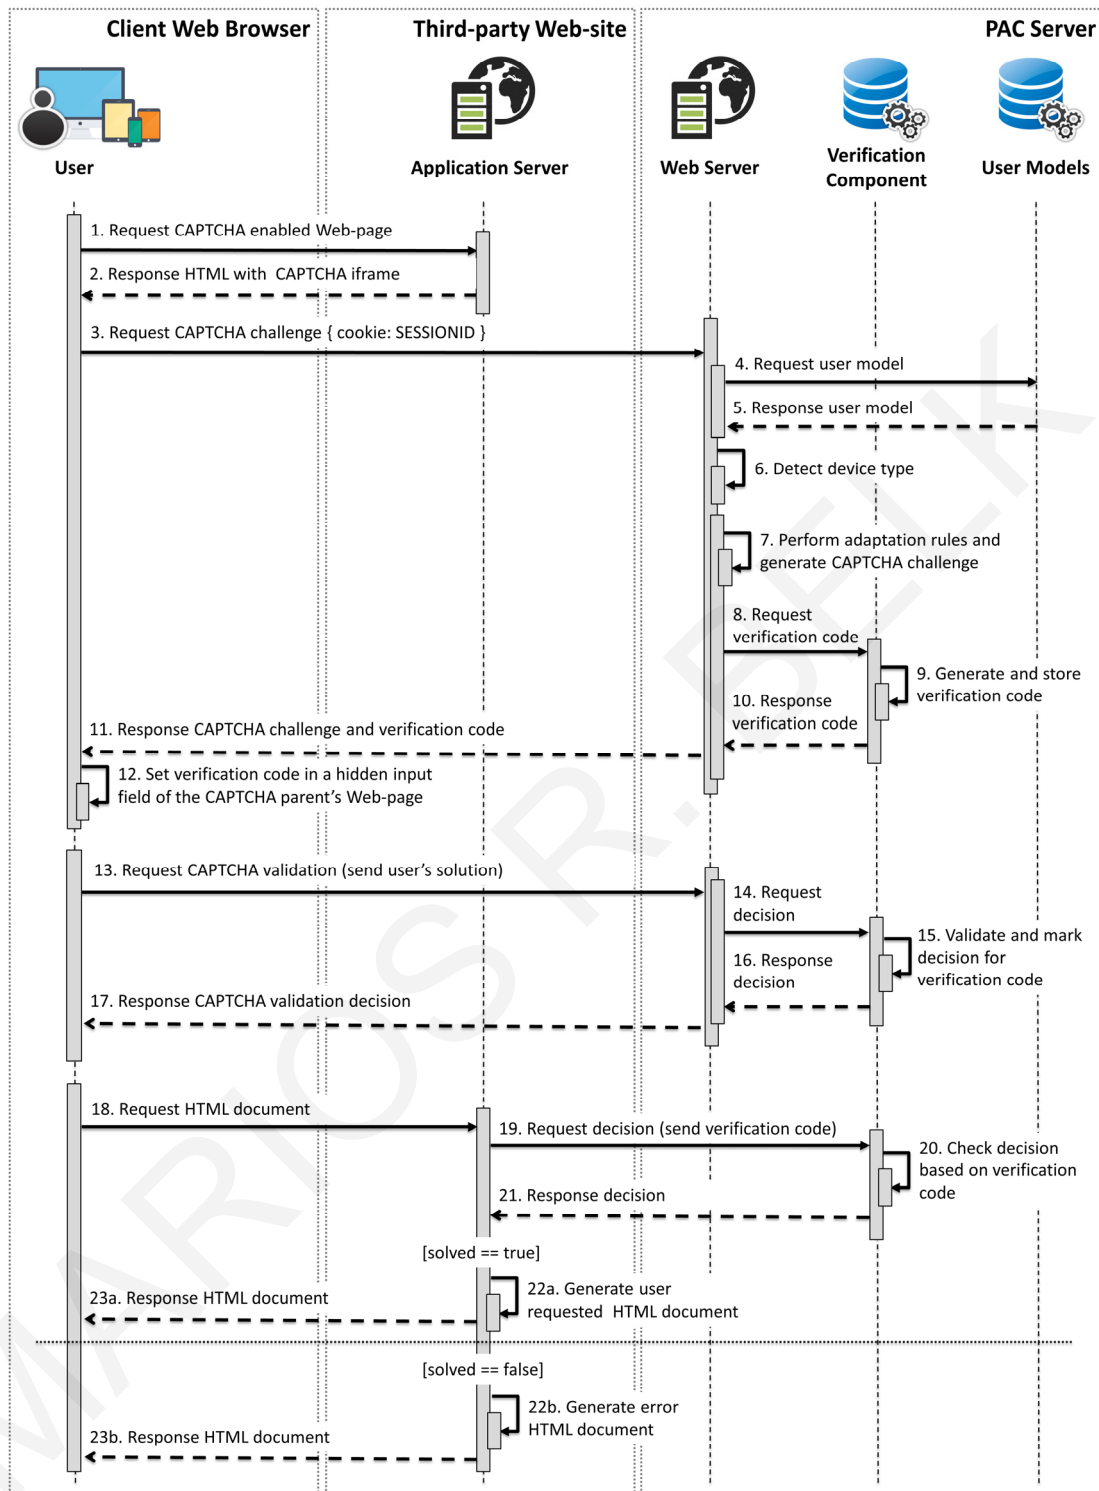 Client Web Browser
Third-party Web-site
PAC Server
User
Application Server
Web Server
Verification
Component
User Models
1. Request CAPTCHA enabled Web-page
2. Response HTML with CAPTCHA iframe
3. Request CAPTCHA challenge { cookie: SESSIONID }
4. Request user model
5. Response user model
6. Detect device type
7. Perform adaptation rules and
generate CAPTCHA challenge
8. Request
verification code
9. Generate and store
verification code
10. Response
verification code
11. Response CAPTCHA challenge and verification code
12. Set verification code in a hidden input
field of the CAPTCHA parent's Web-page
13. Request CAPTCHA validation (send user's solution)
14. Request
decision
15. Validate and mark
decision for
verification code
16. Response
decision
17. Response CAPTCHA validation decision
18. Request HTML document
19. Request decision (send verification code)
20. Check decision
based on verification
code
21. Response decision
[solved == true]
22a. Generate user
requested HTML document
23a. Response HTML document
[solved == false]
22b. Generate error
HTML document
23b. Response HTML document
MARIOS R. BELK